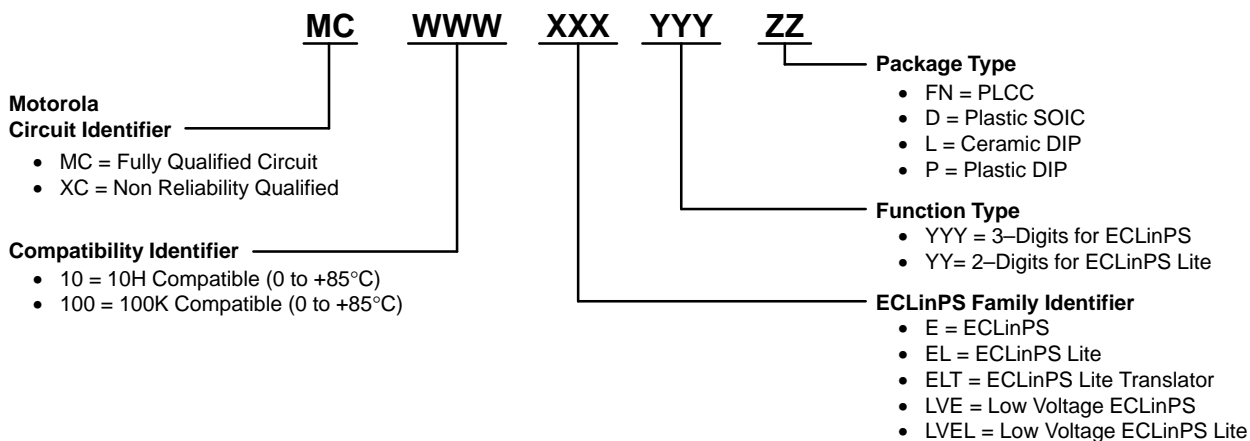 MC WWW XXX YYY ZZ
Motorola
Circuit Identifier
• MC = Fully Qualified Circuit
• XC = Non Reliability Qualified
Compatibility Identifier
• 10 = 10H Compatible (0 to +85°C)
• 100 = 100K Compatible (0 to +85°C)
Package Type
• FN = PLCC
• D = Plastic SOIC
• L = Ceramic DIP
• P = Plastic DIP
Function Type
• YYY = 3–Digits for ECLinPS
• YY= 2–Digits for ECLinPS Lite
ECLinPS Family Identifier
• E = ECLinPS
• EL = ECLinPS Lite
• ELT = ECLinPS Lite Translator
• LVE = Low Voltage ECLinPS
• LVEL = Low Voltage ECLinPS Lite